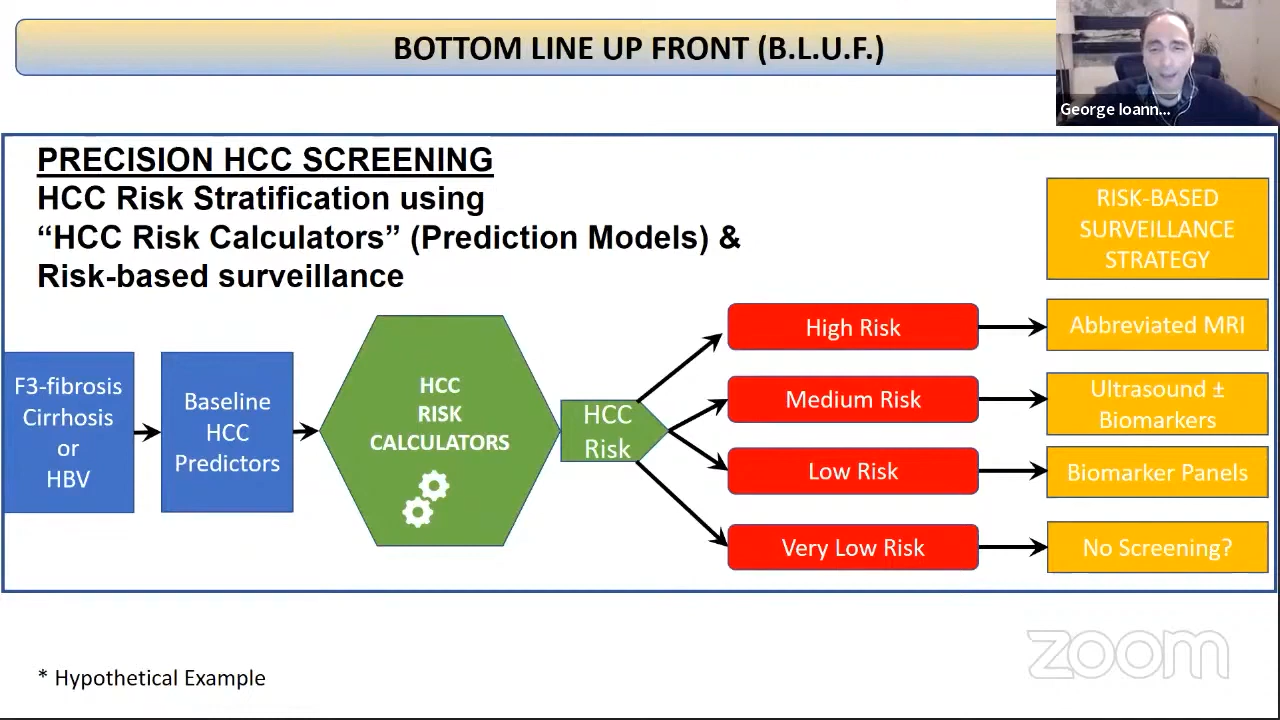 BOTTOM LINE UP FRONT (B.L.U.F.)
George Ioann...
PRECISION HCC SCREENING
HCC Risk Stratification using
“HCC Risk Calculators” (Prediction Models) &
Risk-based surveillance
RISK-BASED
SURVEILLANCE
STRATEGY
F3-fibrosis
Cirrhosis
or
HBV
Baseline
HCC
Predictors
HCC
RISK
CALCULATORS
HCC
Risk
High Risk
Abbreviated MRI
Medium Risk
Ultrasound ±
Biomarkers
Low Risk
Biomarker Panels
Very Low Risk
No Screening?
zoom
* Hypothetical Example